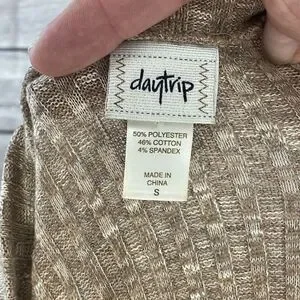 daytrip
50% POLYESTER
46% COTTON
4% SPANDEX
MADE IN
CHINA
S